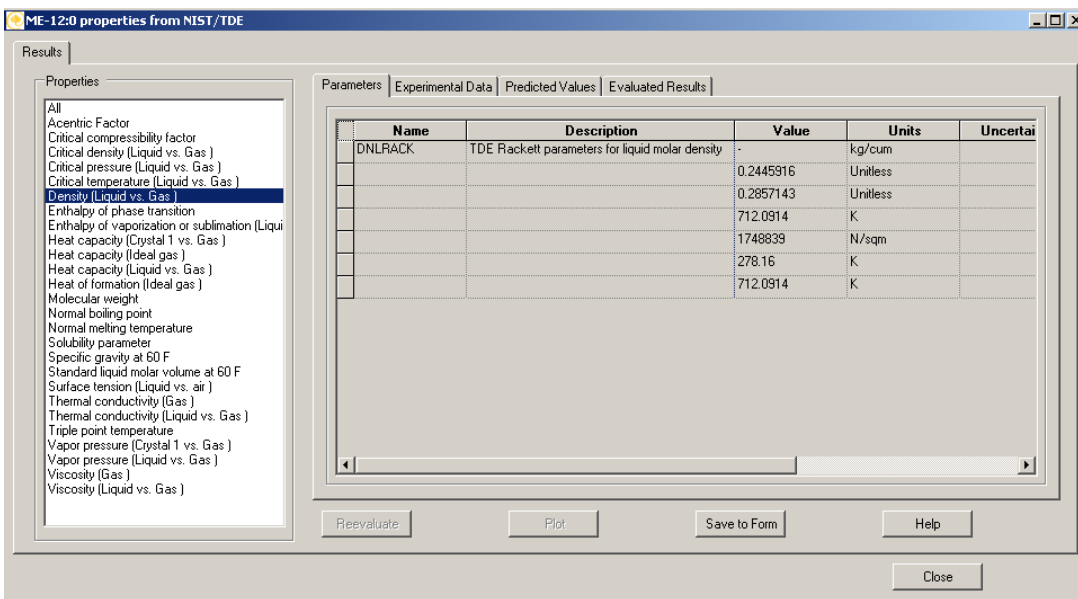 ME-12:0 properties from NIST/TDE
Results
Properties
All
Acentric Factor
Critical compressibility factor
Critical density (Liquid vs. Gas )
Critical pressure (Liquid vs. Gas )
Critical temperature (Liquid vs. Gas )
Density (Liquid vs. Gas )
Enthalpy of phase transition
Enthalpy of vaporization or sublimation (Liqui
Heat capacity (Crystal 1 vs. Gas )
Heat capacity (Ideal gas )
Heat capacity (Liquid vs. Gas )
Heat of formation (Ideal gas )
Molecular weight
Normal boiling point
Normal melting temperature
Solubility parameter
Specific gravity at 60 F
Standard liquid molar volume at 60 F
Surface tension (Liquid vs. air )
Thermal conductivity (Gas )
Thermal conductivity (Liquid vs. Gas )
Triple point temperature
Vapor pressure (Crystal 1 vs. Gas )
Vapor pressure (Liquid vs. Gas )
Viscosity (Gas )
Viscosity (Liquid vs. Gas )
Parameters Experimental Data Predicted Values Evaluated Results
Name Description Value Units Uncertai
DNLRACK TDE Rackett parameters for liquid molar density - kg/cum
0.2445916 Unitless
0.2857143 Unitless
712.0914 K
1748839 N/sqm
278.16 K
712.0914 K
Reevaluate Plot Save to Form Help
Close